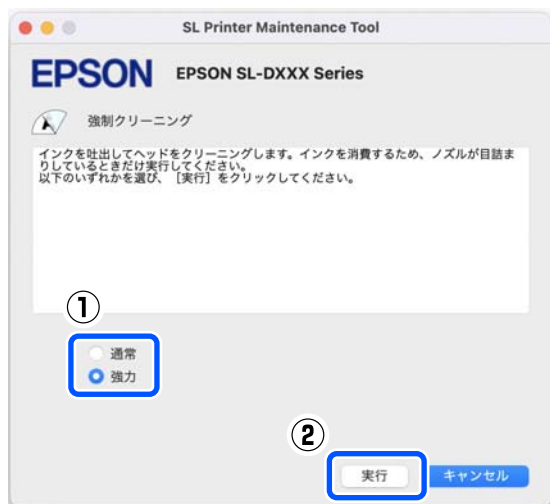 SL Printer Maintenance Tool
EPSON EPSON SL-DXXX Series
強制クリーニング
インクを吐出してヘッドをクリーニングします。インクを消費するため、ノズルが目詰ま
りしているときだけ実行してください。
以下のいずれかを選び、［実行］をクリックしてください。
①
通常
強力
②
実行 キャンセル